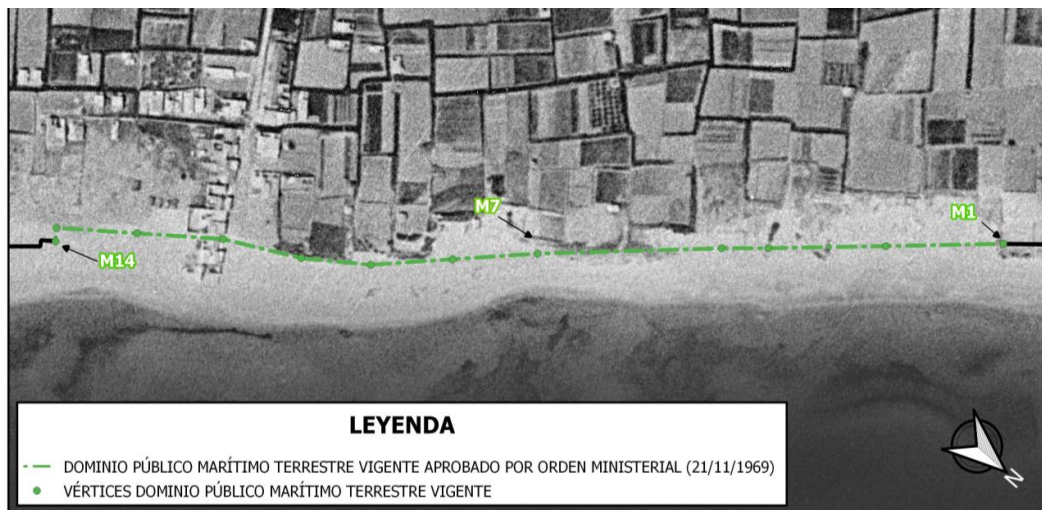 M7
M1
M14
LEYENDA
DOMINIO PÚBLICO MARÍTIMO TERRESTRE VIGENTE APROBADO POR ORDEN MINISTERIAL (21/11/1969)
VÉRTICES DOMINIO PÚBLICO MARÍTIMO TERRESTRE VIGENTE
N